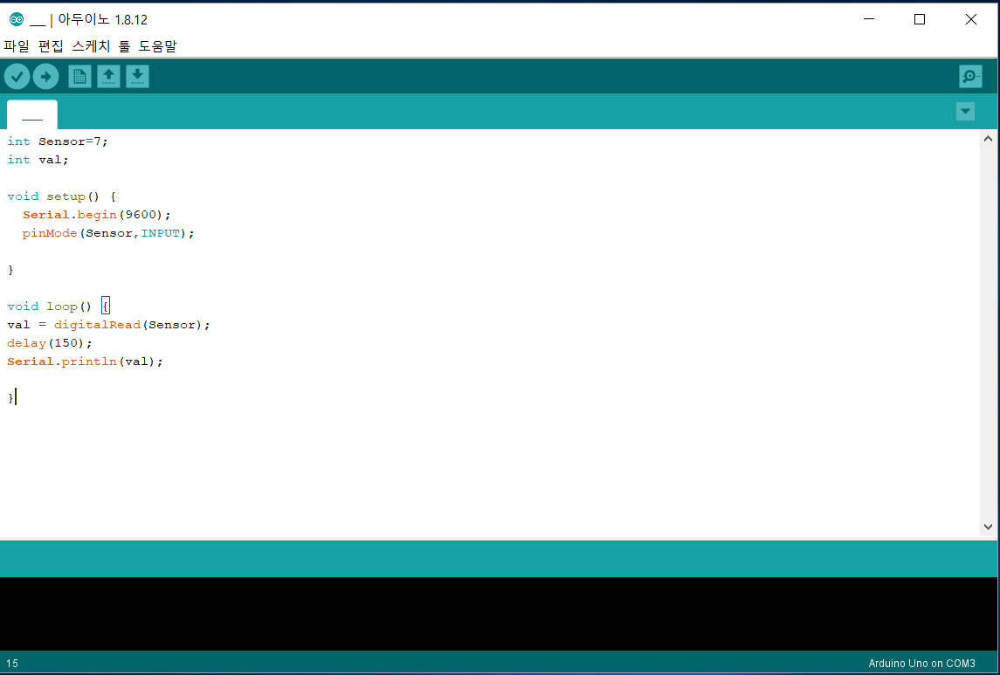 __ | 아두이노 1.8.12
파일 편집 스케치 툴 도움말
__
int Sensor=7;
int val;
void setup() {
  Serial.begin(9600);
  pinMode(Sensor,INPUT);
}
void loop() {
val = digitalRead(Sensor);
delay(150);
Serial.println(val);
}
15
Arduino Uno on COM3